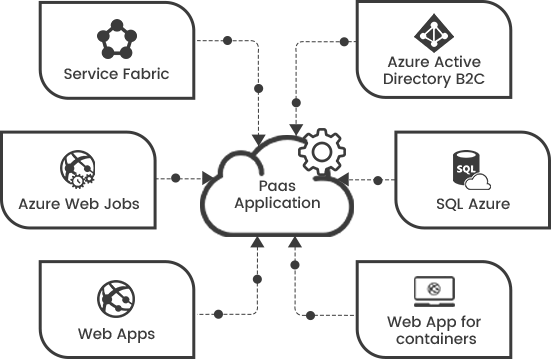 Service Fabric
Azure Active
Directory B2C
Azure Web Jobs
Paas
Application
SQL
SQL Azure
Web Apps
Web App for
containers